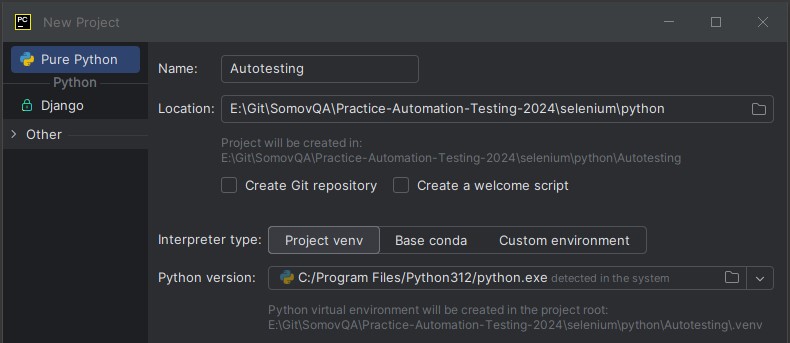 PC New Project
Pure Python
Python
Django
Other
Name: Autotesting
Location: E:\Git\SomovQA\Practice-Automation-Testing-2024\selenium\python
Project will be created in:
E:\Git\SomovQA\Practice-Automation-Testing-2024\selenium\python\Autotesting
Create Git repository Create a welcome script
Interpreter type: Project venv Base conda Custom environment
Python version: C:/Program Files/Python312/python.exe detected in the system
Python virtual environment will be created in the project root:
E:\Git\SomovQA\Practice-Automation-Testing-2024\selenium\python\Autotesting\.venv